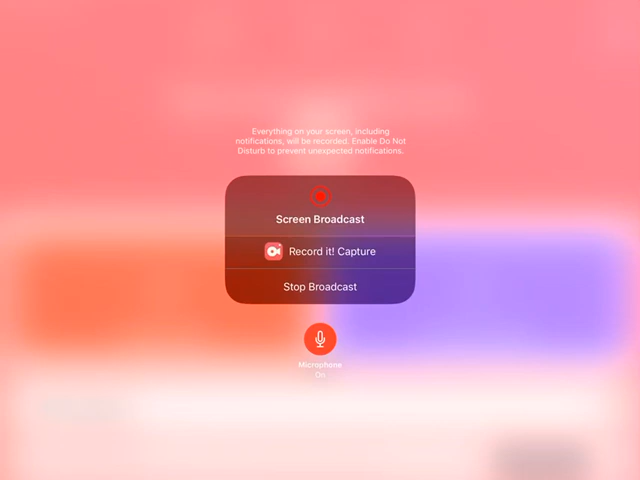 Everything on your screen, including
notifications, will be recorded. Enable Do Not
Disturb to prevent unexpected notifications.
Screen Broadcast
Record it! Capture
Stop Broadcast
Microphone
On